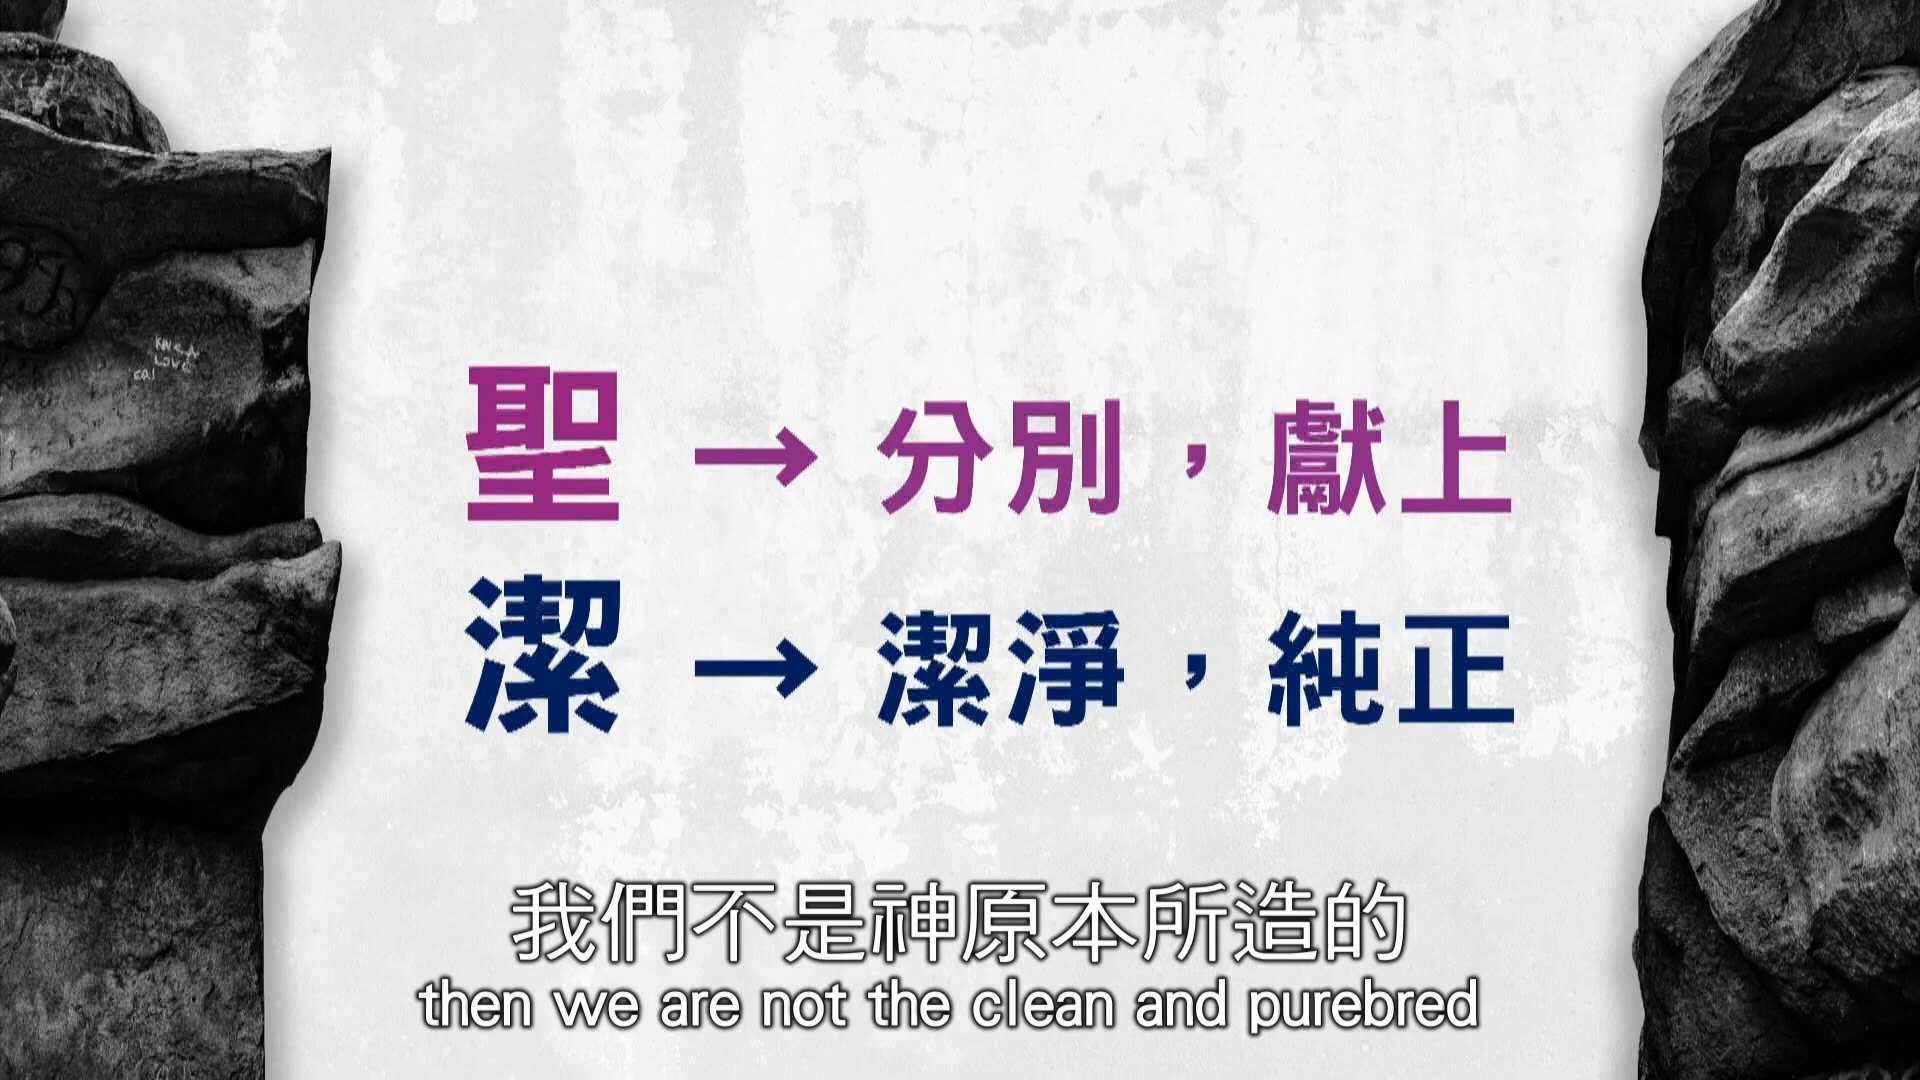 聖 → 分別，獻上
潔 → 潔淨，純正
我們不是神原本所造的
then we are not the clean and purebred